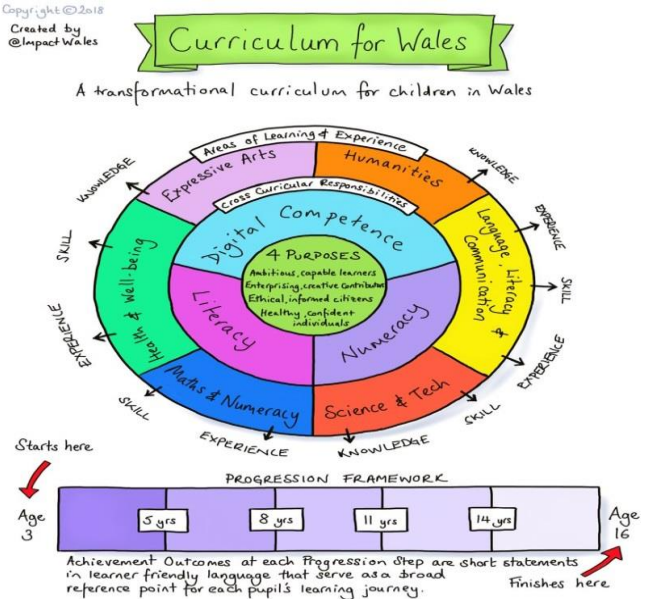 Copyright©2018
Created by
@ImpactWales
Curriculum for Wales
A transformational curriculum for children in Wales
Areas of Learning & Experience
Expressive Arts
Humanities
KNOWLEDGE
KNOWLEDGE
Cross Curricular Responsibilities
Digital Competence
Language, Literacy &
Communication
EXPERIENCE
SKILL
SKILL
4 PURPOSES
Ambitious, capable learners
Enterprising, creative Contributors
Ethical, informed citizens
Healthy, confident
individuals
Health & Well-being
Literacy
Numeracy
EXPERIENCE
EXPERIENCE
Maths & Numeracy
Science & Tech
SKILL
SKILL
EXPERIENCE
KNOWLEDGE
Starts here
PROGRESSION FRAMEWORK
Age
3
5 yrs
8 yrs
11 yrs
14 yrs
Age
16
Achievement Outcomes at each Progression Step are short statements
in learner friendly language that serve as a broad
reference point for each pupil's learning journey.
Finishes here